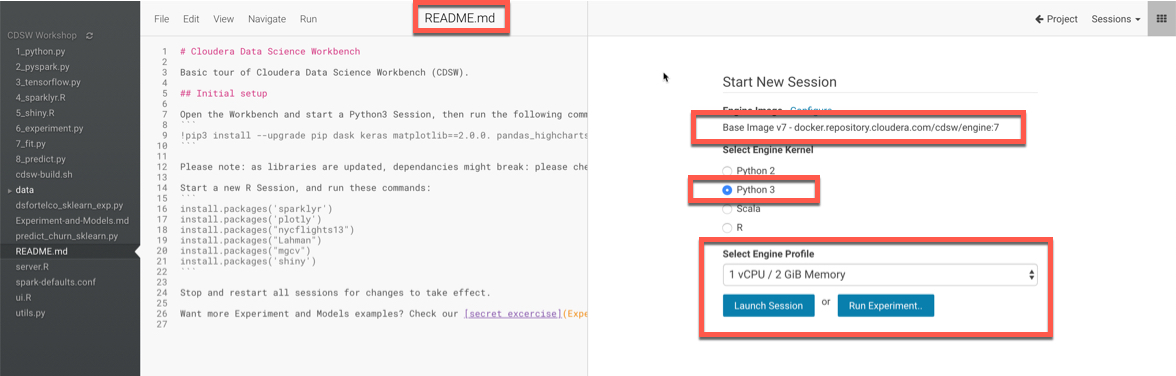 File Edit View Navigate Run README.md ← Project Sessions
CDSW Workshop
1_python.py
2_pyspark.py
3_tensorflow.py
4_sparklyr.R
5_shiny.R
6_experiment.py
7_fit.py
8_predict.py
cdsw-build.sh
data
dsfortelco_sklearn_exp.py
Experiment-and-Models.md
predict_churn_sklearn.py
README.md
server.R
spark-defaults.conf
ui.R
utils.py
1 # Cloudera Data Science Workbench
2
3 Basic tour of Cloudera Data Science Workbench (CDSW).
4
5 ## Initial setup
6
7 Open the Workbench and start a Python3 Session, then run the following comm
8 ```
9 !pip3 install --upgrade pip dask keras matplotlib==2.0.0. pandas_highcharts
10 ```
11
12 Please note: as libraries are updated, dependancies might break: please che
13
14 Start a new R Session, and run these commands:
15 ```
16 install.packages('sparklyr')
17 install.packages('plotly')
18 install.packages("nycflights13")
19 install.packages("Lahman")
20 install.packages("mgcv")
21 install.packages('shiny')
22 ```
23
24 Stop and restart all sessions for changes to take effect.
25
26 Want more Experiment and Models examples? Check our [secret excercise](Expe
27
Start New Session
Engine Image - Configure
Base Image v7 - docker.repository.cloudera.com/cdsw/engine:7
Select Engine Kernel
Python 2
Python 3
Scala
R
Select Engine Profile
1 vCPU / 2 GiB Memory
Launch Session or Run Experiment..